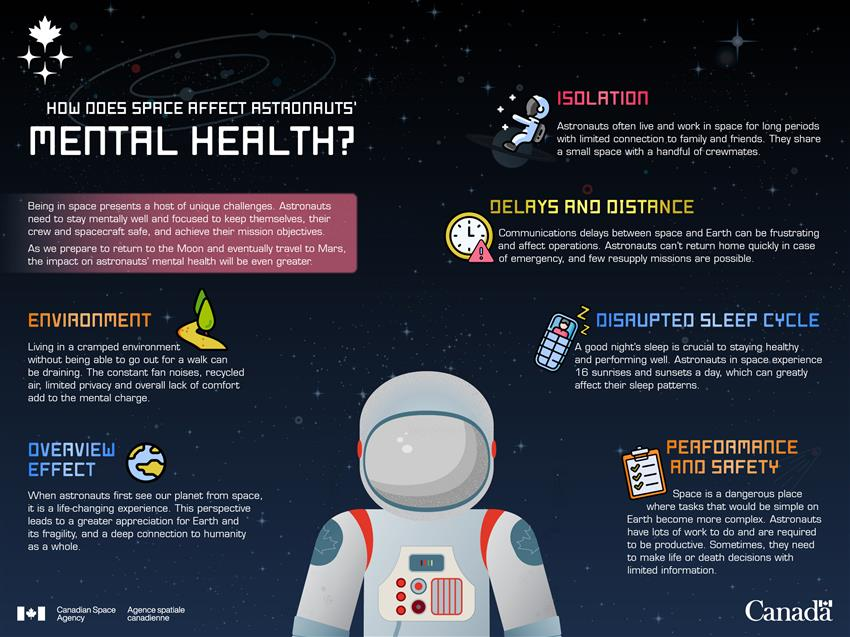 HOW DOES SPACE AFFECT ASTRONAUTS'
MENTAL HEALTH?
Being in space presents a host of unique challenges. Astronauts
need to stay mentally well and focused to keep themselves, their
crew and spacecraft safe, and achieve their mission objectives.
As we prepare to return to the Moon and eventually travel to Mars,
the impact on astronauts' mental health will be even greater.
ENVIRONMENT
Living in a cramped environment
without being able to go out for a walk can
be draining. The constant fan noises, recycled
air, limited privacy and overall lack of comfort
add to the mental charge.
OVERVIEW
EFFECT
When astronauts first see our planet from space,
it is a life-changing experience. This perspective
leads to a greater appreciation for Earth and
its fragility, and a deep connection to humanity
as a whole.
ISOLATION
Astronauts often live and work in space for long periods
with limited connection to family and friends. They share
a small space with a handful of crewmates.
DELAYS AND DISTANCE
Communications delays between space and Earth can be frustrating
and affect operations. Astronauts can't return home quickly in case
of emergency, and few resupply missions are possible.
Z
Z
DISRUPTED SLEEP CYCLE
A good night's sleep is crucial to staying healthy
and performing well. Astronauts in space experience
16 sunrises and sunsets a day, which can greatly
affect their sleep patterns.
PERFORMANCE
AND SAFETY
Space is a dangerous place
where tasks that would be simple on
Earth become more complex. Astronauts
have lots of work to do and are required
to be productive. Sometimes, they need
to make life or death decisions with
limited information.
Canadian Space
Agency
Agence spatiale
canadienne
Canada